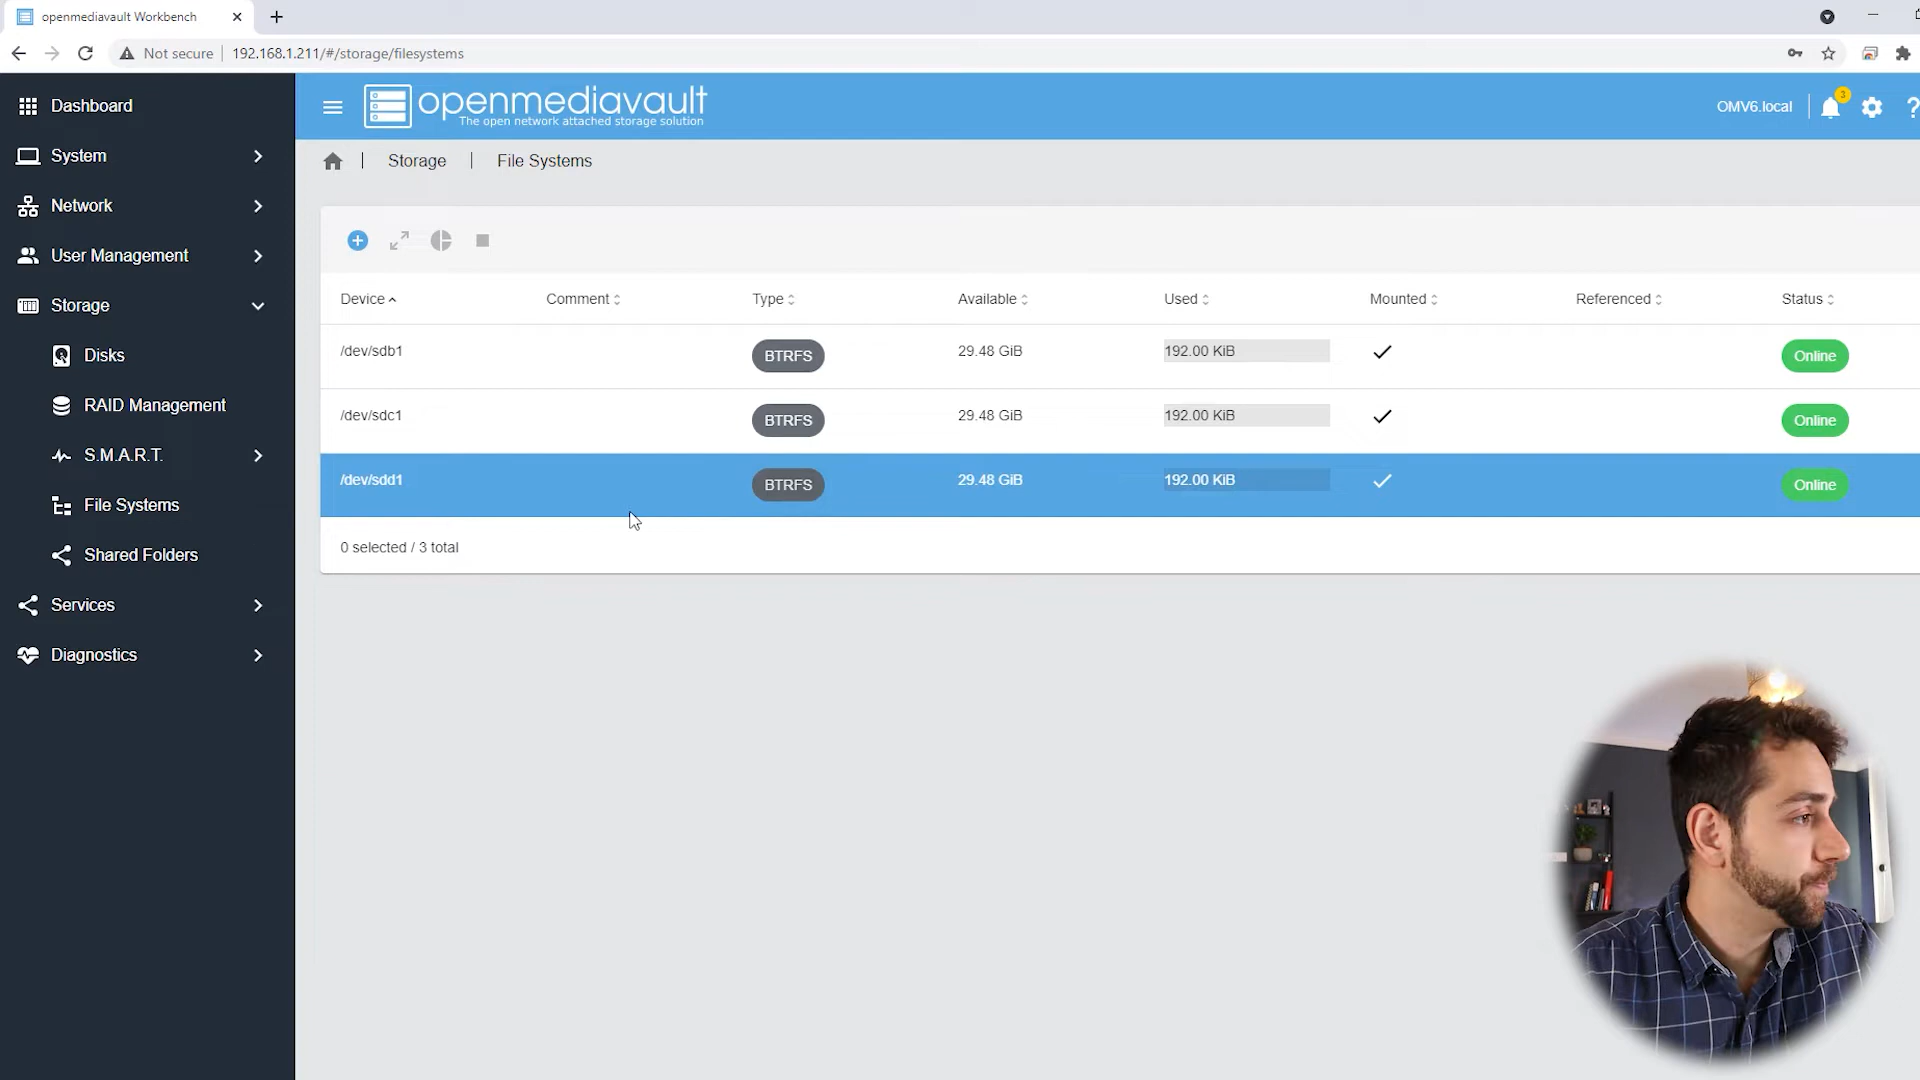 openmediavault Workbench
Not secure
192.168.1.211/#/storage/filesystems
Dashboard
System
Network
User Management
Storage
Disks
RAID Management
S.M.A.R.T.
File Systems
Shared Folders
Services
Diagnostics
openmediavault
The open network attached storage solution
OMV6.local
3
?
Storage | File Systems
Device Comment Type Available Used Mounted Referenced Status
/dev/sdb1 BTRFS 29.48 GiB 192.00 KiB Online
/dev/sdc1 BTRFS 29.48 GiB 192.00 KiB Online
/dev/sdd1 BTRFS 29.48 GiB 192.00 KiB Online
0 selected / 3 total